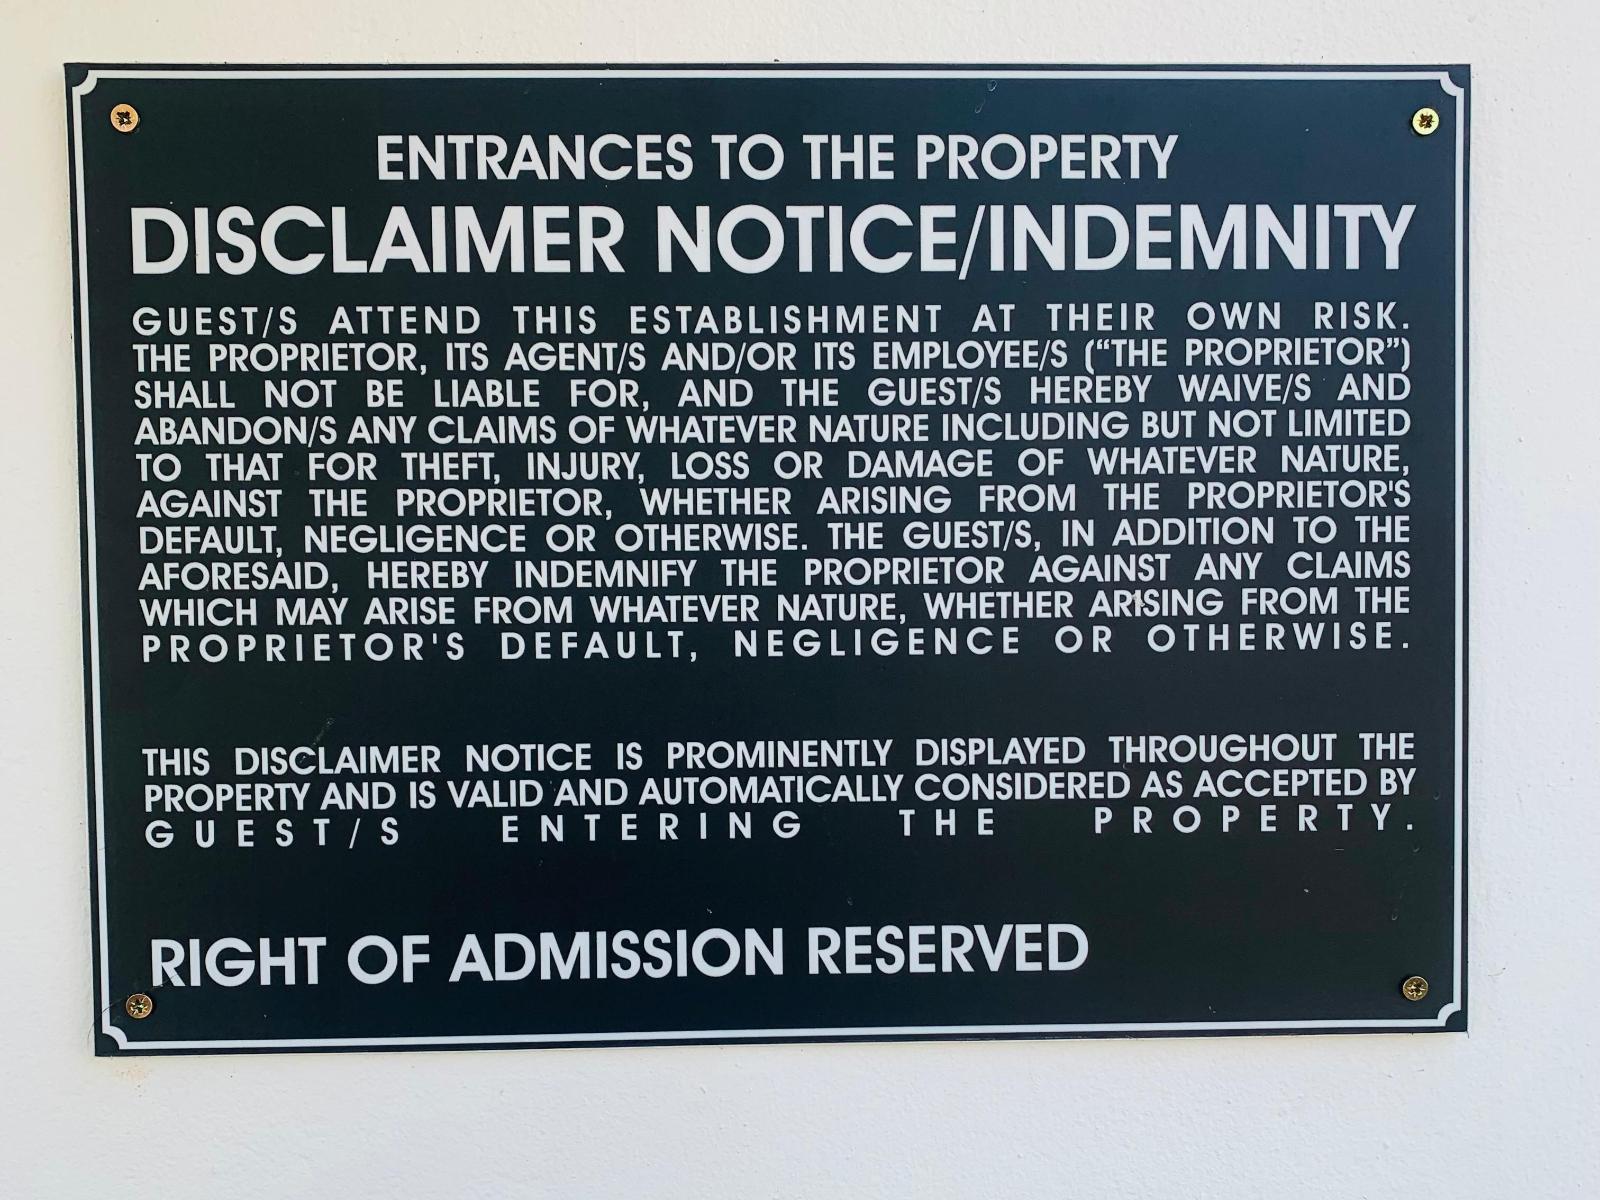 ENTRANCES TO THE PROPERTY
DISCLAIMER NOTICE/INDEMNITY
GUEST/S ATTEND THIS ESTABLISHMENT AT THEIR OWN RISK.
THE PROPRIETOR, ITS AGENT/S AND/OR ITS EMPLOYEE/S (“THE PROPRIETOR”)
SHALL NOT BE LIABLE FOR, AND THE GUEST/S HEREBY WAIVE/S AND
ABANDON/S ANY CLAIMS OF WHATEVER NATURE INCLUDING BUT NOT LIMITED
TO THAT FOR THEFT, INJURY, LOSS OR DAMAGE OF WHATEVER NATURE,
AGAINST THE PROPRIETOR, WHETHER ARISING FROM THE PROPRIETOR'S
DEFAULT, NEGLIGENCE OR OTHERWISE. THE GUEST/S, IN ADDITION TO THE
AFORESAID, HEREBY INDEMNIFY THE PROPRIETOR AGAINST ANY CLAIMS
WHICH MAY ARISE FROM WHATEVER NATURE, WHETHER ARISING FROM THE
PROPRIETOR'S DEFAULT, NEGLIGENCE OR OTHERWISE.
THIS DISCLAIMER NOTICE IS PROMINENTLY DISPLAYED THROUGHOUT THE
PROPERTY AND IS VALID AND AUTOMATICALLY CONSIDERED AS ACCEPTED BY
GUEST/S ENTERING THE PROPERTY.
RIGHT OF ADMISSION RESERVED